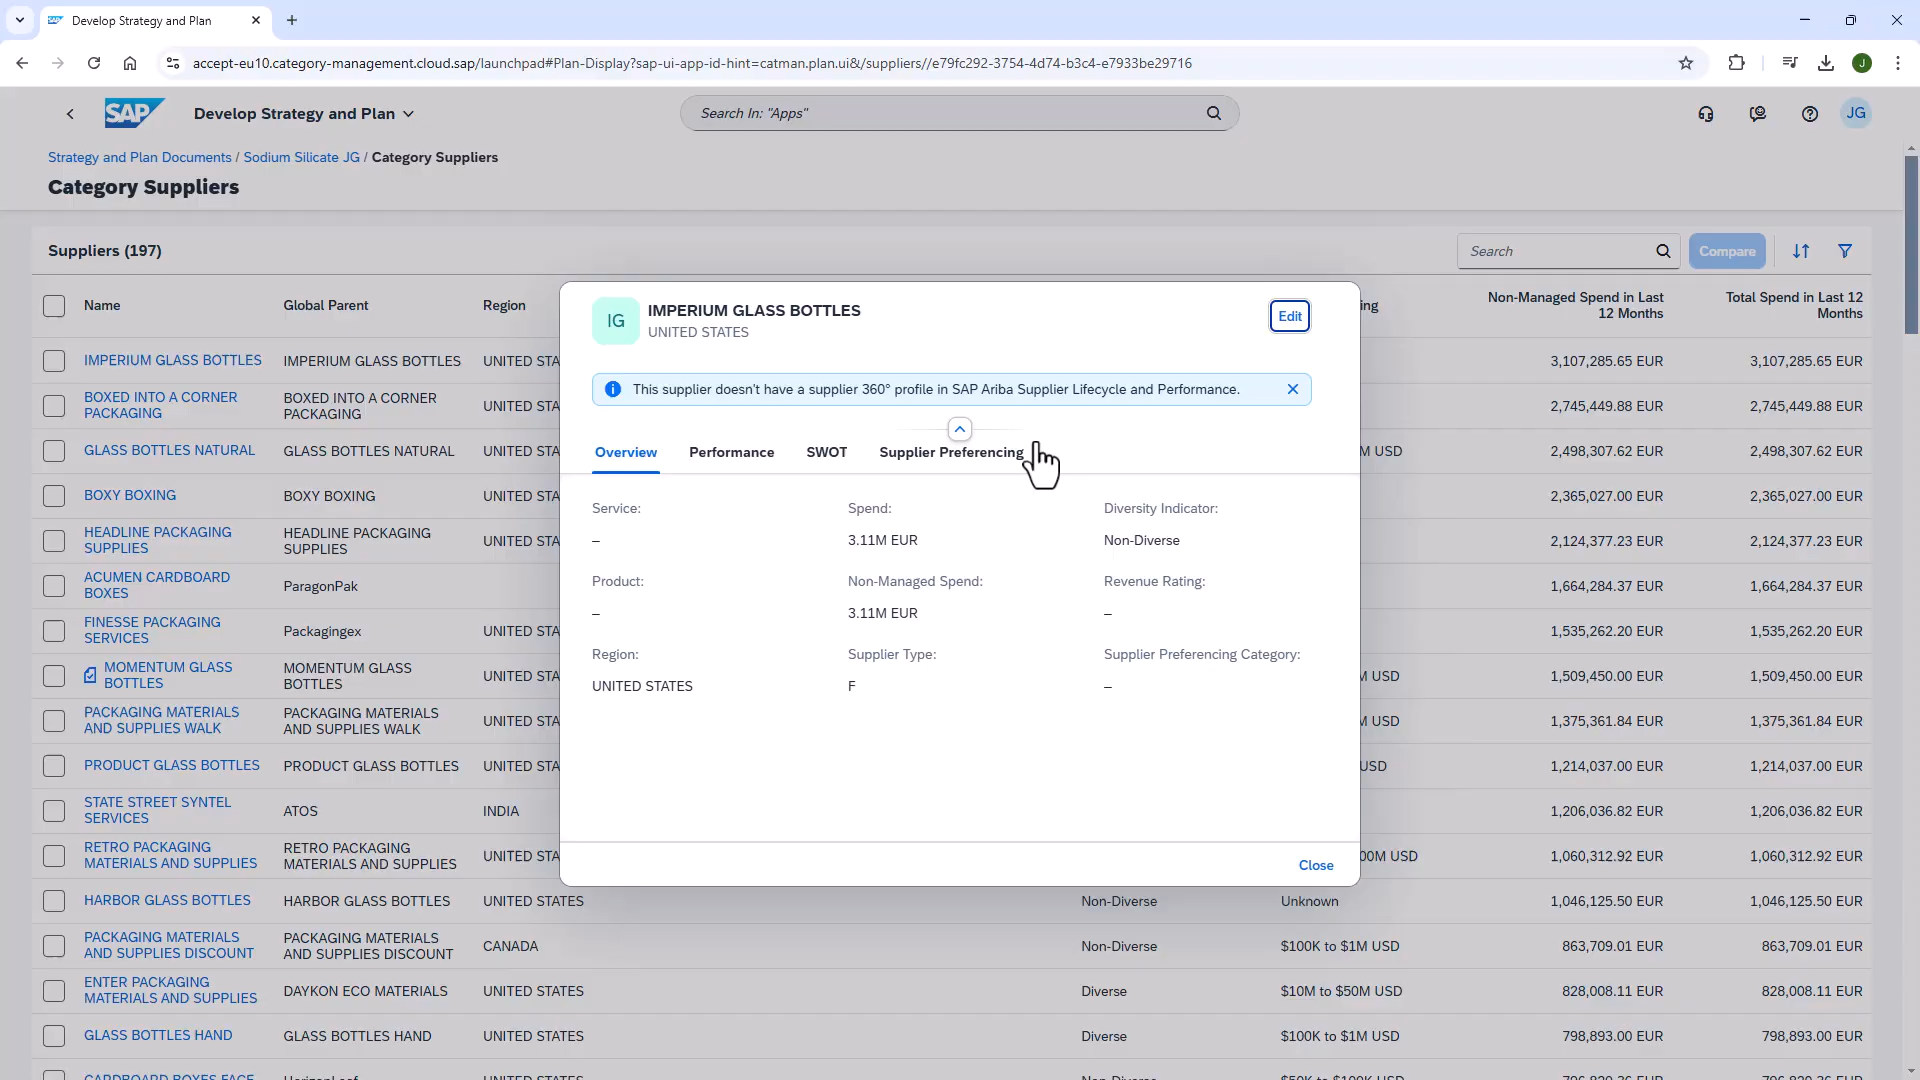 SAP Develop Strategy and Plan
accept-eu10.category-management.cloud.sap/launchpad#Plan-Display?sap-ui-app-id-hint=catman.plan.ui&/suppliers//e79fc292-3754-4d74-b3c4-e7933be29716
J
SAP Develop Strategy and Plan
Search In: "Apps"
JG
Strategy and Plan Documents / Sodium Silicate JG / Category Suppliers
Category Suppliers
Suppliers (197)
Search
Compare
Name Global Parent Region ing Non-Managed Spend in Last 12 Months Total Spend in Last 12 Months
IMPERIUM GLASS BOTTLES IMPERIUM GLASS BOTTLES UNITED STA 3,107,285.65 EUR 3,107,285.65 EUR
BOXED INTO A CORNER PACKAGING BOXED INTO A CORNER PACKAGING UNITED STA 2,745,449.88 EUR 2,745,449.88 EUR
GLASS BOTTLES NATURAL GLASS BOTTLES NATURAL UNITED STA M USD 2,498,307.62 EUR 2,498,307.62 EUR
BOXY BOXING BOXY BOXING UNITED STA 2,365,027.00 EUR 2,365,027.00 EUR
HEADLINE PACKAGING SUPPLIES HEADLINE PACKAGING SUPPLIES UNITED STA 2,124,377.23 EUR 2,124,377.23 EUR
ACUMEN CARDBOARD BOXES ParagonPak 1,664,284.37 EUR 1,664,284.37 EUR
FINESSE PACKAGING SERVICES Packagingex UNITED STA 1,535,262.20 EUR 1,535,262.20 EUR
MOMENTUM GLASS BOTTLES MOMENTUM GLASS BOTTLES UNITED STA M USD 1,509,450.00 EUR 1,509,450.00 EUR
PACKAGING MATERIALS AND SUPPLIES WALK PACKAGING MATERIALS AND SUPPLIES WALK UNITED STA M USD 1,375,361.84 EUR 1,375,361.84 EUR
PRODUCT GLASS BOTTLES PRODUCT GLASS BOTTLES UNITED STA USD 1,214,037.00 EUR 1,214,037.00 EUR
STATE STREET SYNTEL SERVICES ATOS INDIA 1,206,036.82 EUR 1,206,036.82 EUR
RETRO PACKAGING MATERIALS AND SUPPLIES RETRO PACKAGING MATERIALS AND SUPPLIES UNITED STA 00M USD 1,060,312.92 EUR 1,060,312.92 EUR
HARBOR GLASS BOTTLES HARBOR GLASS BOTTLES UNITED STATES Non-Diverse Unknown 1,046,125.50 EUR 1,046,125.50 EUR
PACKAGING MATERIALS AND SUPPLIES DISCOUNT PACKAGING MATERIALS AND SUPPLIES DISCOUNT CANADA Non-Diverse $100K to $1M USD 863,709.01 EUR 863,709.01 EUR
ENTER PACKAGING MATERIALS AND SUPPLIES DAYKON ECO MATERIALS UNITED STATES Diverse $10M to $50M USD 828,008.11 EUR 828,008.11 EUR
GLASS BOTTLES HAND GLASS BOTTLES HAND UNITED STATES Diverse $100K to $1M USD 798,893.00 EUR 798,893.00 EUR
IG
IMPERIUM GLASS BOTTLES
UNITED STATES
Edit
This supplier doesn't have a supplier 360° profile in SAP Ariba Supplier Lifecycle and Performance.
Overview Performance SWOT Supplier Preferencing
Service: Spend: Diversity Indicator:
– 3.11M EUR Non-Diverse
Product: Non-Managed Spend: Revenue Rating:
– 3.11M EUR –
Region: Supplier Type: Supplier Preferencing Category:
UNITED STATES F –
Close